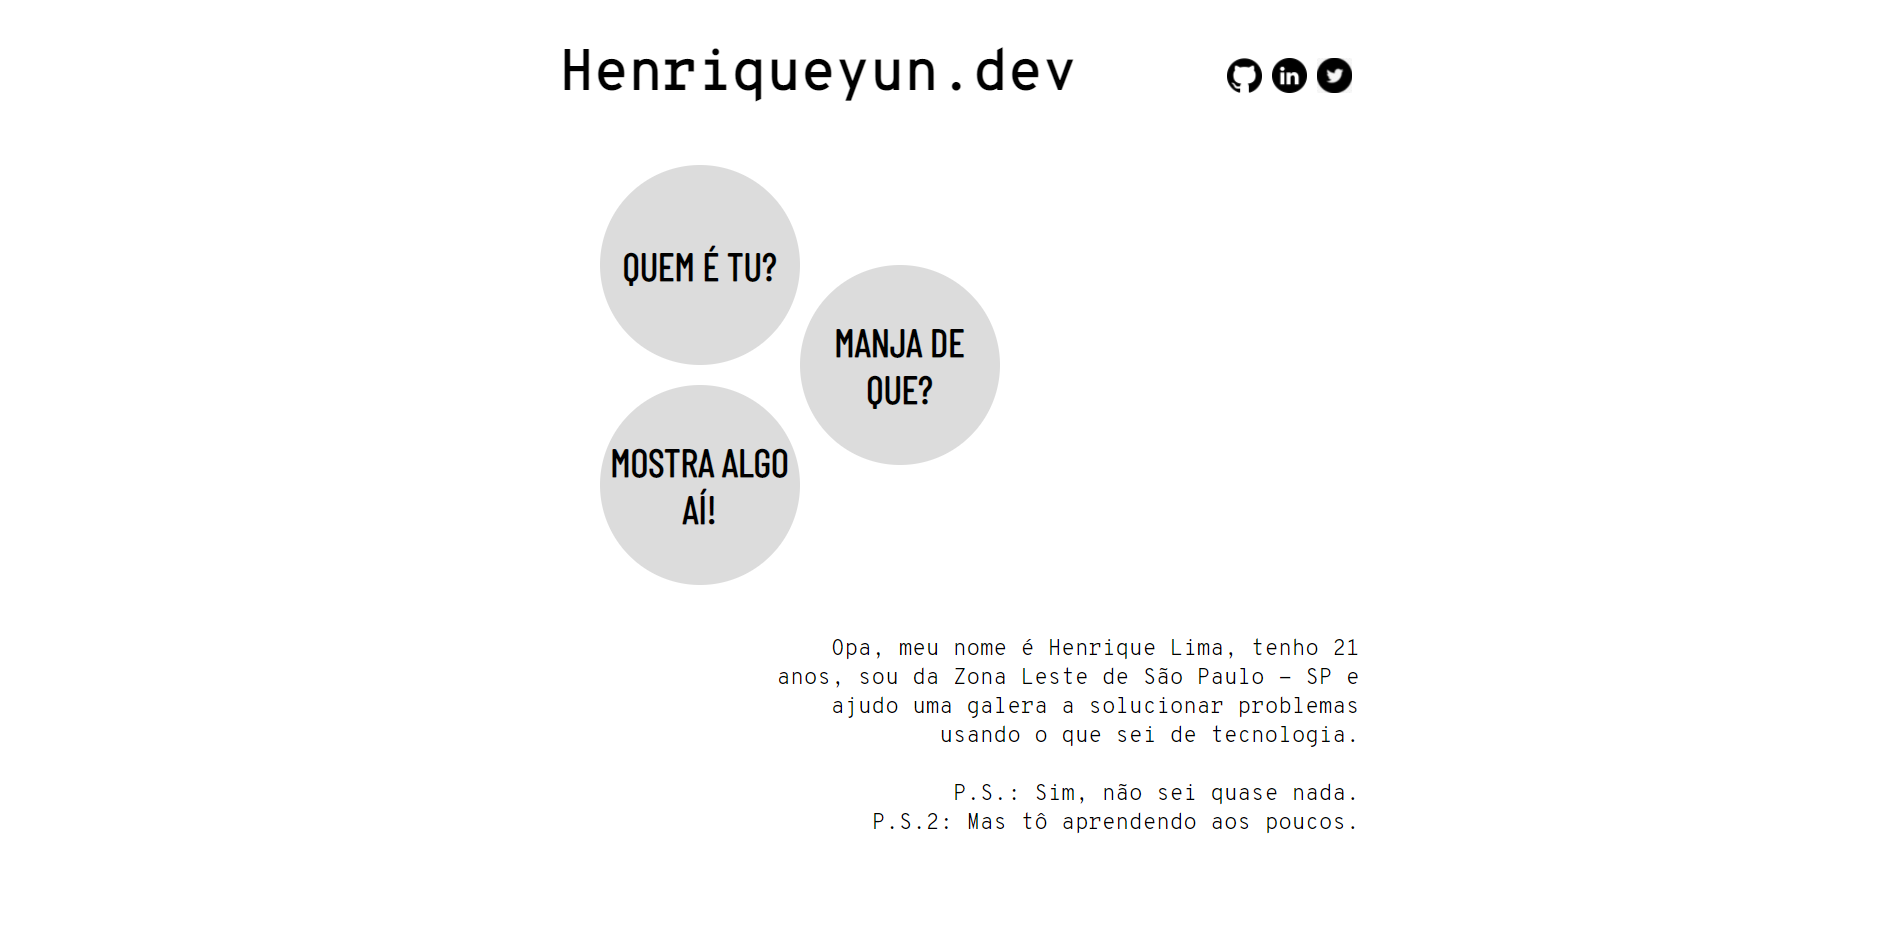 Henriqueyun.dev
in
QUEM É TU?
MANJA DE
QUE?
MOSTRA ALGO
AÍ!
Opa, meu nome é Henrique Lima, tenho 21
anos, sou da Zona Leste de São Paulo - SP e
ajudo uma galera a solucionar problemas
usando o que sei de tecnologia.
P.S.: Sim, não sei quase nada.
P.S.2: Mas tô aprendendo aos poucos.